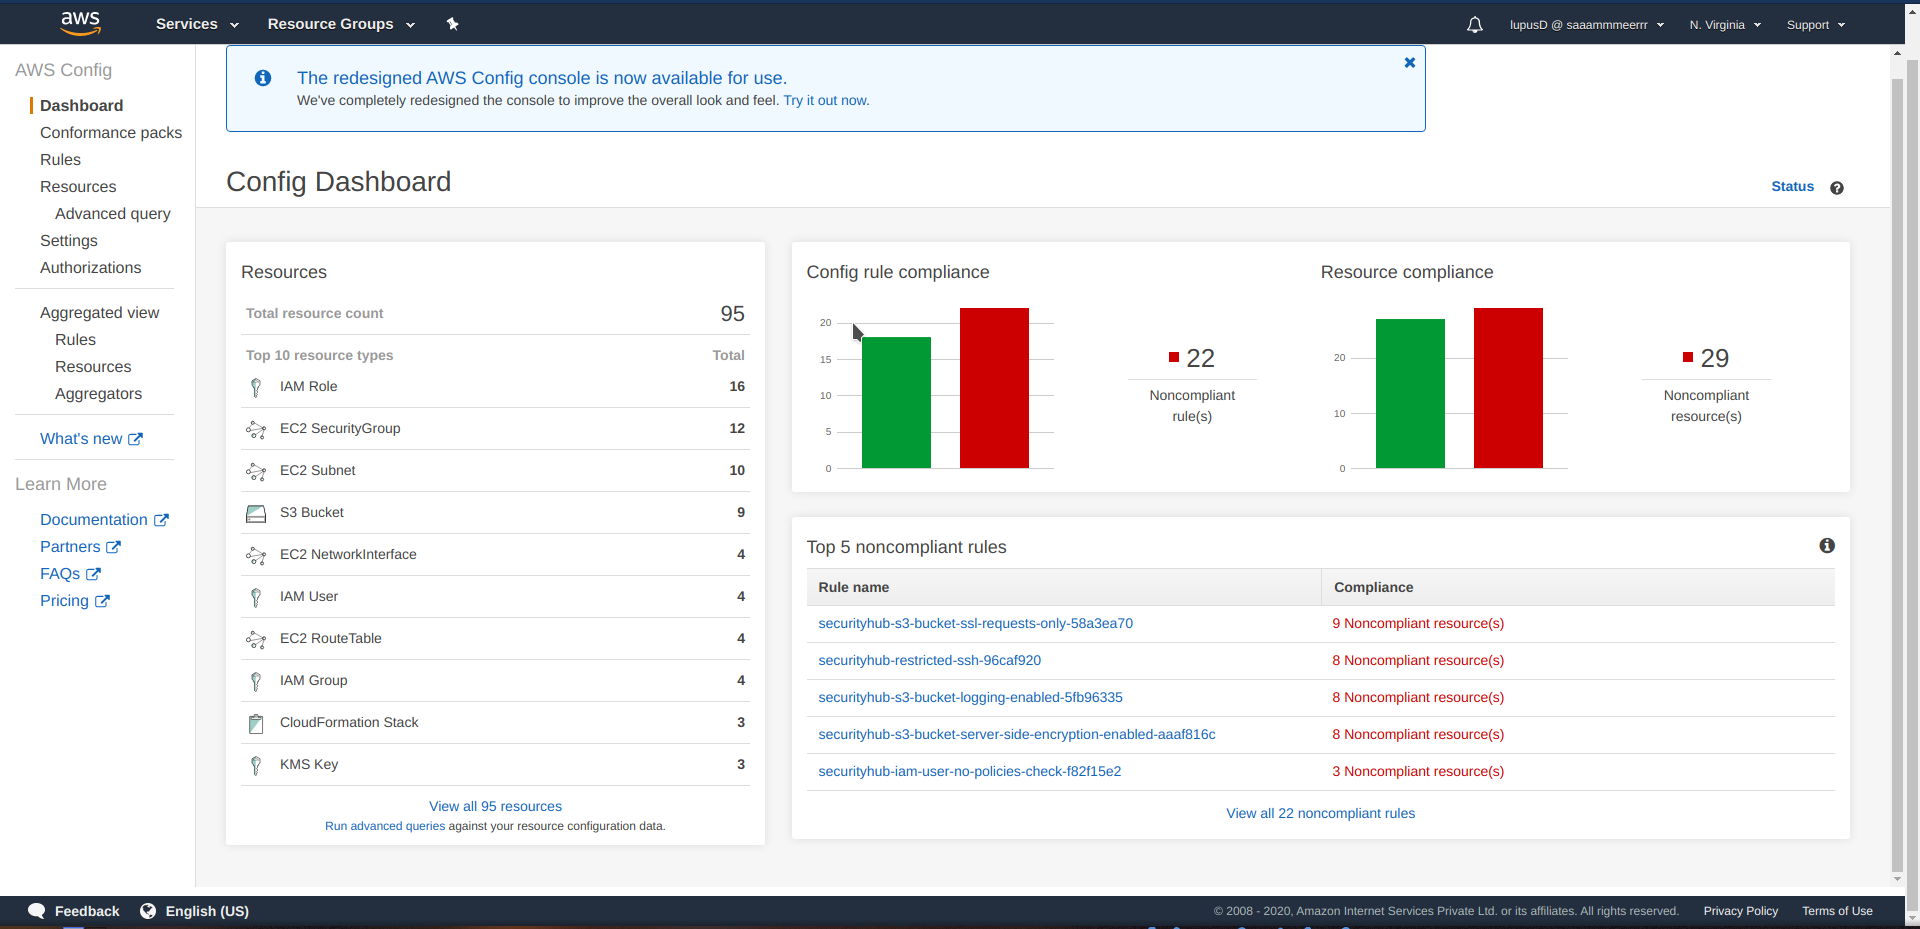 aws
Services
Resource Groups
lupusD @ saaammmeerrr
N. Virginia
Support
AWS Config
Dashboard
Conformance packs
Rules
Resources
Advanced query
Settings
Authorizations
Aggregated view
Rules
Resources
Aggregators
What's new
Learn More
Documentation
Partners
FAQs
Pricing
The redesigned AWS Config console is now available for use.
We've completely redesigned the console to improve the overall look and feel. Try it out now.
Config Dashboard
Status
Resources
Total resource count 95
Top 10 resource types Total
IAM Role 16
EC2 SecurityGroup 12
EC2 Subnet 10
S3 Bucket 9
EC2 NetworkInterface 4
IAM User 4
EC2 RouteTable 4
IAM Group 4
CloudFormation Stack 3
KMS Key 3
View all 95 resources
Run advanced queries against your resource configuration data.
Config rule compliance
20
15
10
5
0
22
Noncompliant
rule(s)
Resource compliance
20
10
0
29
Noncompliant
resource(s)
Top 5 noncompliant rules
Rule name Compliance
securityhub-s3-bucket-ssl-requests-only-58a3ea70 9 Noncompliant resource(s)
securityhub-restricted-ssh-96caf920 8 Noncompliant resource(s)
securityhub-s3-bucket-logging-enabled-5fb96335 8 Noncompliant resource(s)
securityhub-s3-bucket-server-side-encryption-enabled-aaaf816c 8 Noncompliant resource(s)
securityhub-iam-user-no-policies-check-f82f15e2 3 Noncompliant resource(s)
View all 22 noncompliant rules
Feedback
English (US)
© 2008 - 2020, Amazon Internet Services Private Ltd. or its affiliates. All rights reserved.
Privacy Policy
Terms of Use